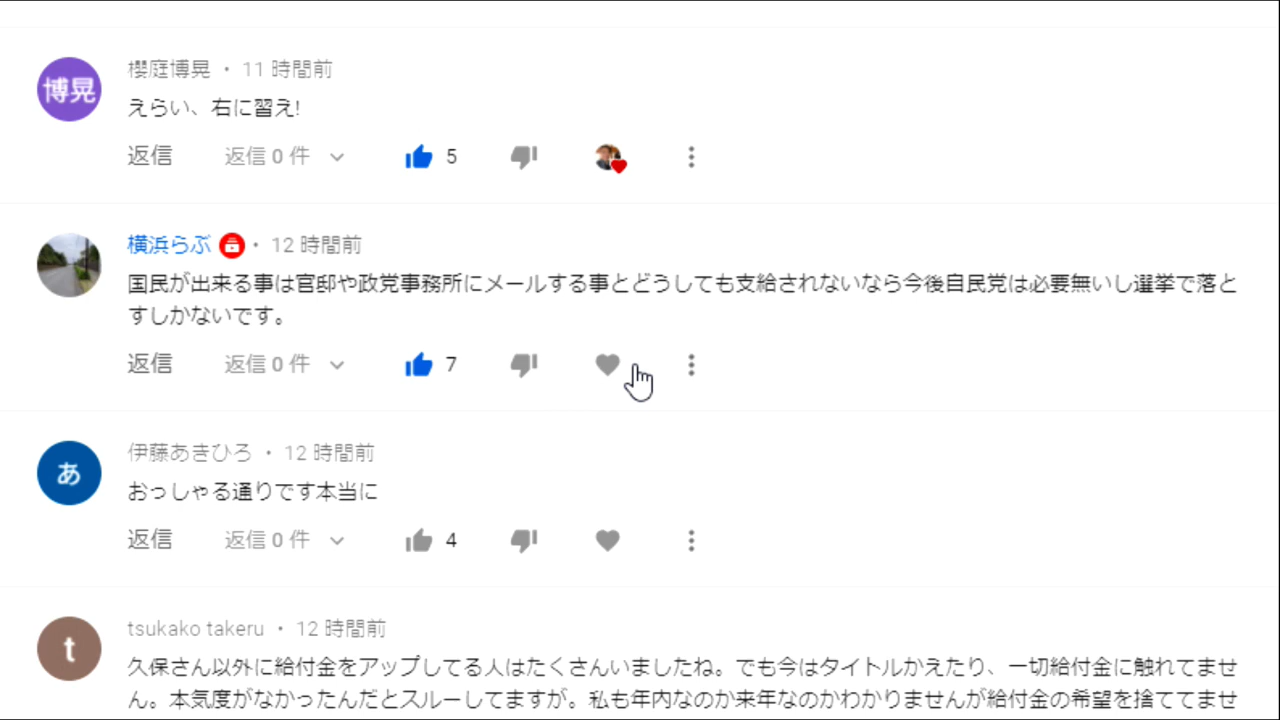 博晃
櫻庭博晃 • 11 時間前
えらい、右に習え!
返信 返信 0 件 5
横浜らぶ • 12 時間前
国民が出来る事は官邸や政党事務所にメールする事とどうしても支給されないなら今後自民党は必要無いし選挙で落と
すしかないです。
返信 返信 0 件 7
伊藤あきひろ • 12 時間前
あ
おっしゃる通りです本当に
返信 返信 0 件 4
tsukako takeru • 12 時間前
t
久保さん以外に給付金をアップしてる人はたくさんいましたね。でも今はタイトルかえたり、一切給付金に触れてませ
ん。本気度がなかったんだとスルーしてますが。私も年内なのか来年なのかわかりませんが給付金の希望を捨ててませ